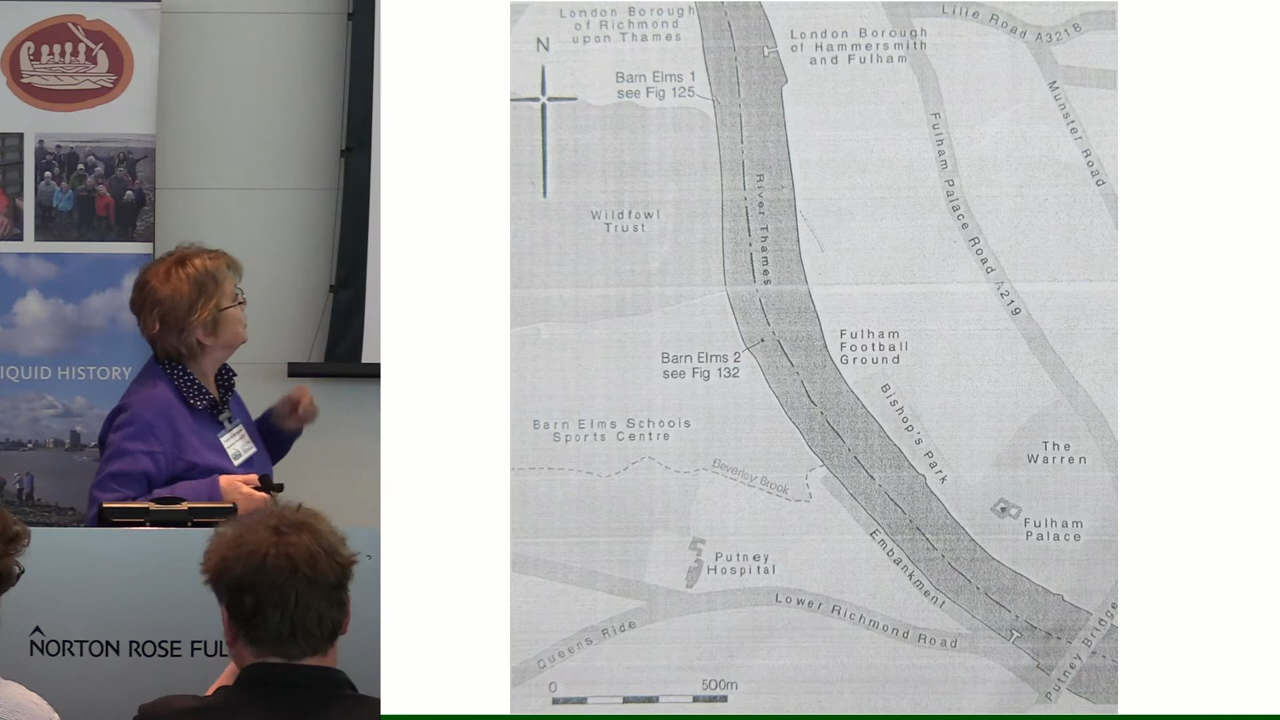 LIQUID HISTORY
NORTON ROSE FUL
London Borough
of Richmond
upon Thames
N
Barn Elms 1
see Fig 125
London Borough
of Hammersmith
and Fulham
Lillie Road A3218
Munster Road
Fulham Palace Road A219
River Thames
Wildfowl
Trust
Fulham
Football
Ground
Barn Elms 2
see Fig 132
Bishop's Park
Barn Elms Schools
Sports Centre
Beverley Brook
The
Warren
Fulham
Palace
Embankment
Putney
Hospital
Lower Richmond Road
Queens Ride
Putney Bridge
0 500m